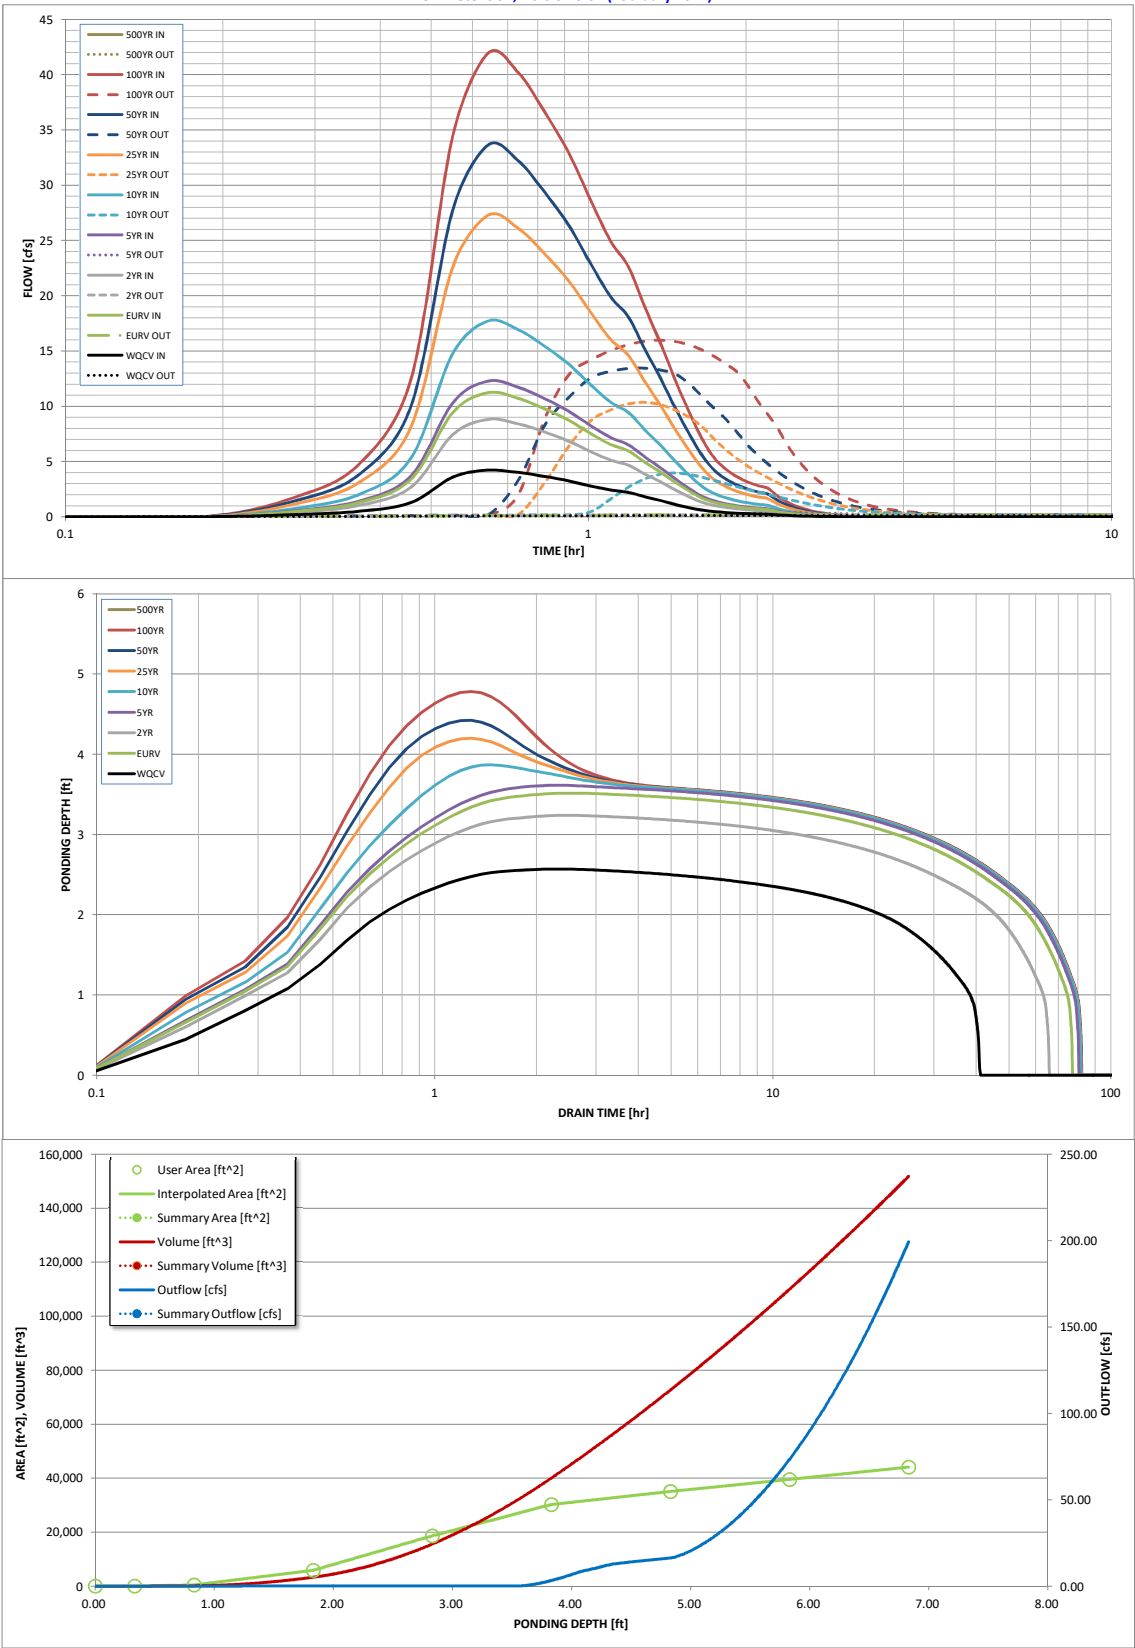 45
40
35
30
25
20
15
10
5
0
FLOW [cfs]
500YR IN
500YR OUT
100YR IN
100YR OUT
50YR IN
50YR OUT
25YR IN
25YR OUT
10YR IN
10YR OUT
5YR IN
5YR OUT
2YR IN
2YR OUT
EURV IN
EURV OUT
WQCV IN
WQCV OUT
0.1
1
10
TIME [hr]
6
5
4
3
2
1
0
PONDING DEPTH [ft]
500YR
100YR
50YR
25YR
10YR
5YR
2YR
EURV
WQCV
0.1
1
10
100
DRAIN TIME [hr]
160,000
140,000
120,000
100,000
80,000
60,000
40,000
20,000
0
AREA [ft^2], VOLUME [ft^3]
User Area [ft^2]
Interpolated Area [ft^2]
Summary Area [ft^2]
Volume [ft^3]
Summary Volume [ft^3]
Outflow [cfs]
Summary Outflow [cfs]
250.00
200.00
150.00
100.00
50.00
0.00
OUTFLOW [cfs]
0.00
1.00
2.00
3.00
4.00
5.00
6.00
7.00
8.00
PONDING DEPTH [ft]